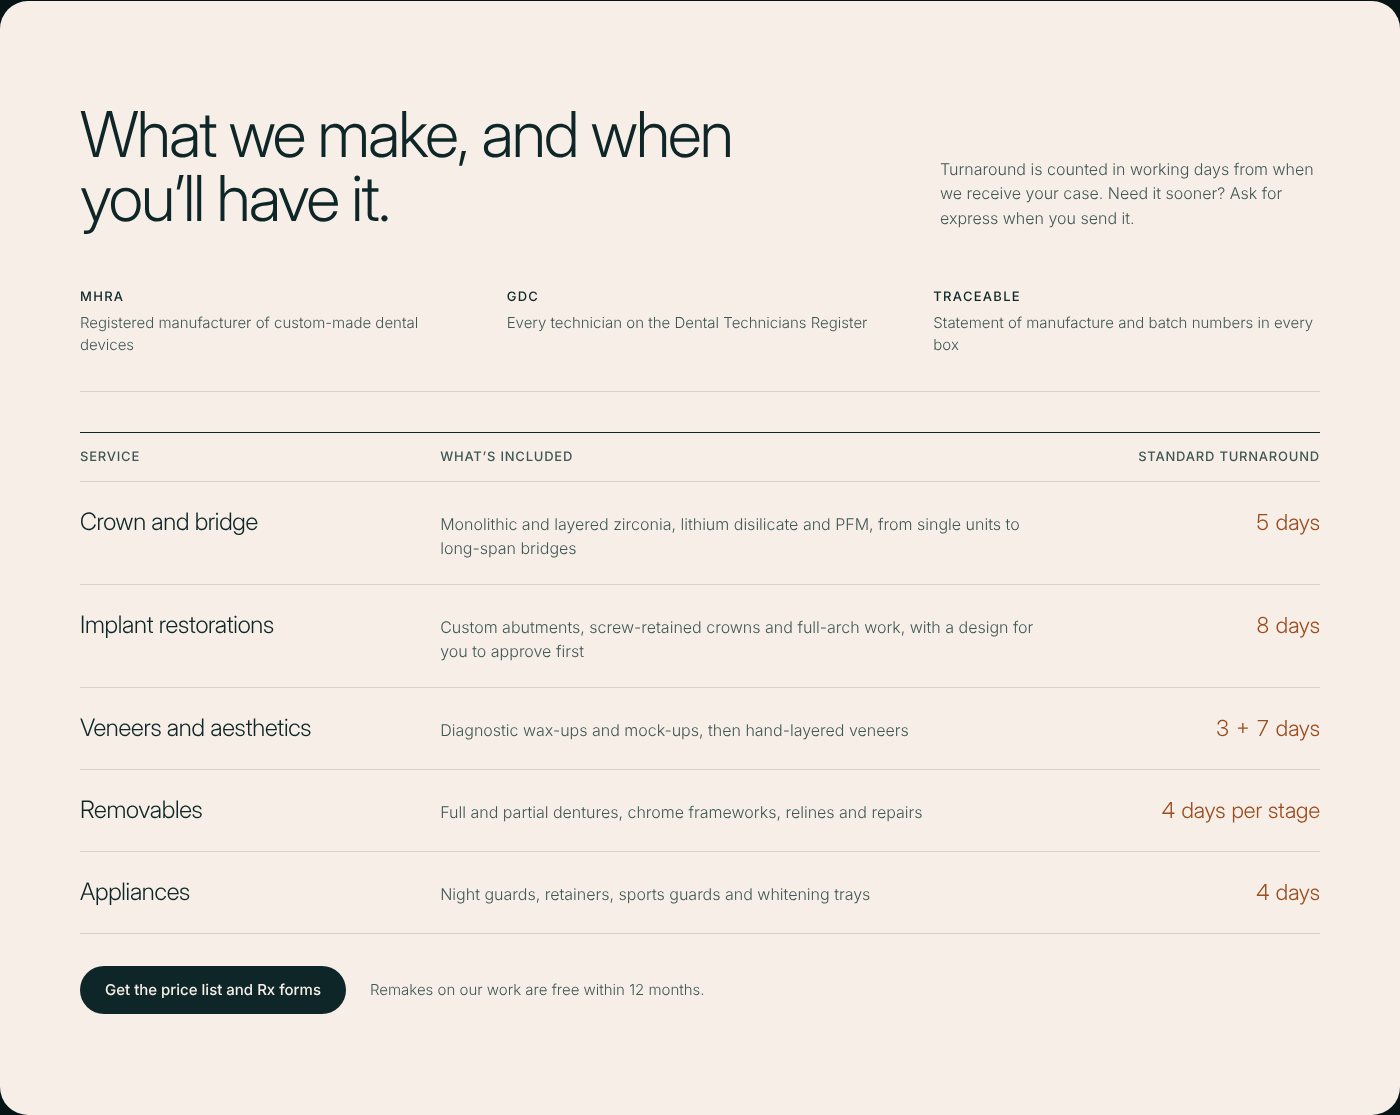 What we make, and when
you’ll have it.
Turnaround is counted in working days from when
we receive your case. Need it sooner? Ask for
express when you send it.
MHRA
Registered manufacturer of custom-made dental
devices
GDC
Every technician on the Dental Technicians Register
TRACEABLE
Statement of manufacture and batch numbers in every
box
SERVICE
WHAT’S INCLUDED
STANDARD TURNAROUND
Crown and bridge
Monolithic and layered zirconia, lithium disilicate and PFM, from single units to
long-span bridges
5 days
Implant restorations
Custom abutments, screw-retained crowns and full-arch work, with a design for
you to approve first
8 days
Veneers and aesthetics
Diagnostic wax-ups and mock-ups, then hand-layered veneers
3 + 7 days
Removables
Full and partial dentures, chrome frameworks, relines and repairs
4 days per stage
Appliances
Night guards, retainers, sports guards and whitening trays
4 days
Get the price list and Rx forms
Remakes on our work are free within 12 months.